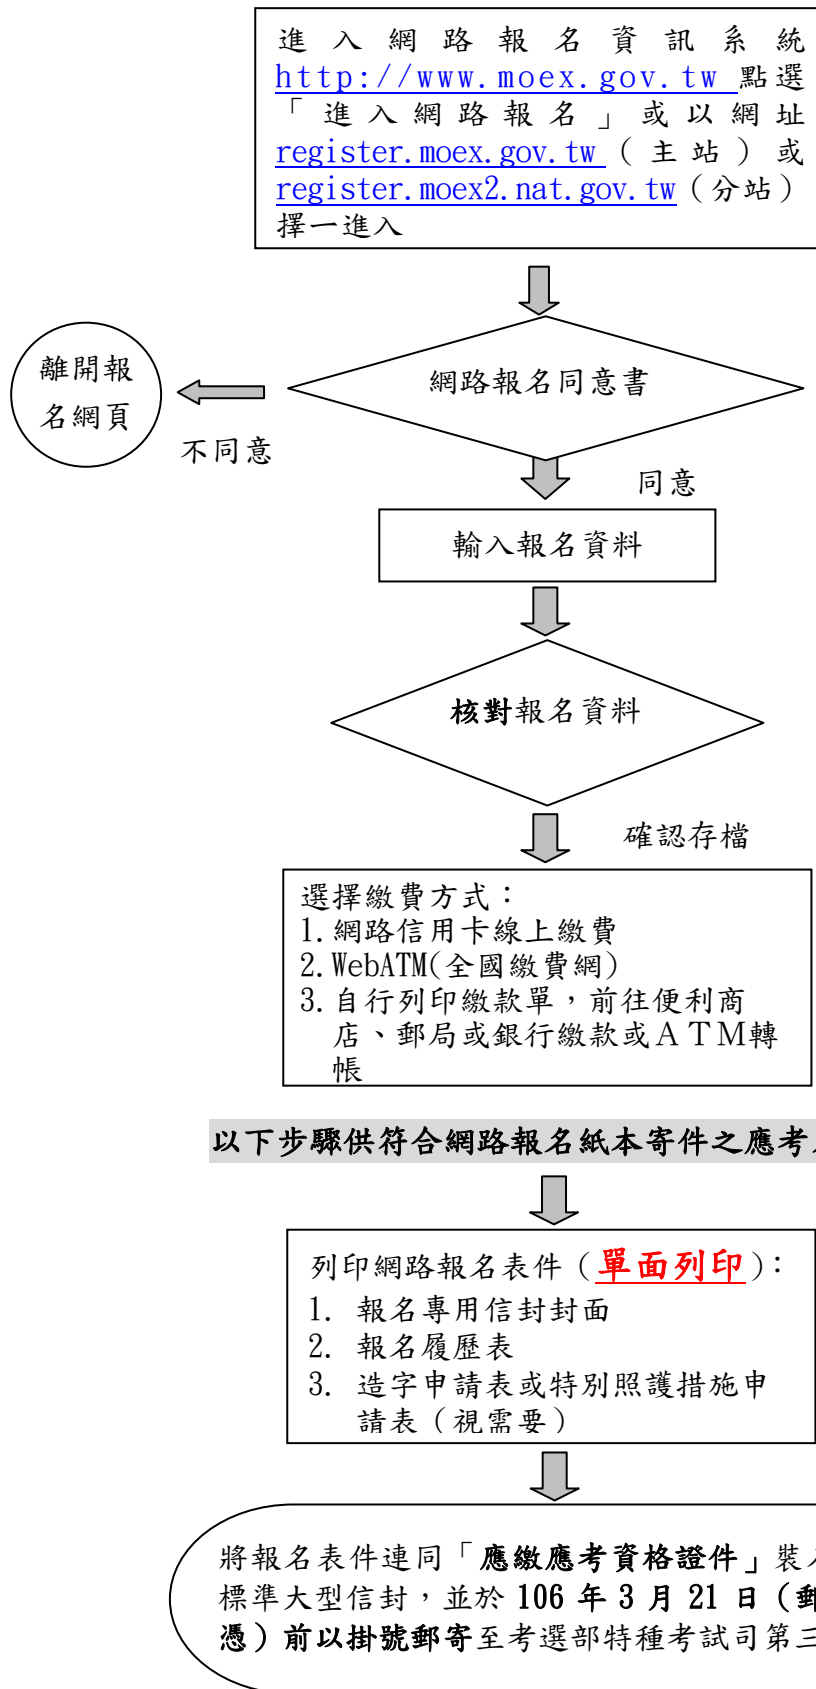 進入網路報名資訊系統
http://www.moex.gov.tw 點選
「進入網路報名」或以網址
register.moex.gov.tw（主站）或
register.moex2.nat.gov.tw（分站）
擇一進入
網路報名同意書
離開報
名網頁
不同意
同意
輸入報名資料
核對報名資料
確認存檔
選擇繳費方式：
1.網路信用卡線上繳費
2.WebATM(全國繳費網)
3.自行列印繳款單，前往便利商
店、郵局或銀行繳款或ＡＴＭ轉
帳
以下步驟供符合網路報名紙本寄件之應考
列印網路報名表件（單面列印）：
1. 報名專用信封封面
2. 報名履歷表
3. 造字申請表或特別照護措施申
請表（視需要）
將報名表件連同「應繳應考資格證件」裝
標準大型信封，並於 106 年 3 月 21 日（郵
憑）前以掛號郵寄至考選部特種考試司第三